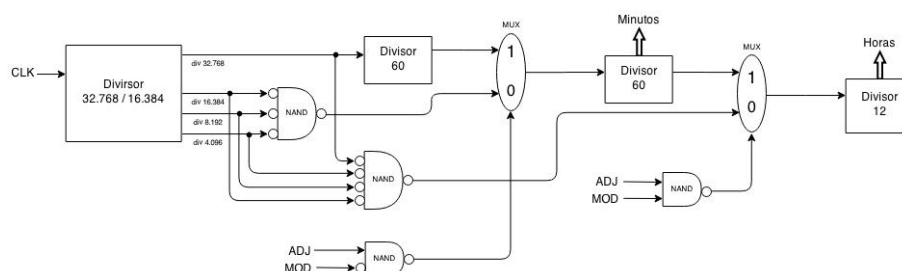 CLK
Divirsor
32.768 / 16.384
div 32.768
div 16.384
div 8.192
div 4.096
Divisor
60
NAND
NAND
MUX
1
0
Minutos
Divisor
60
MUX
1
0
Horas
Divisor
12
ADJ
MOD
NAND
ADJ
MOD
NAND